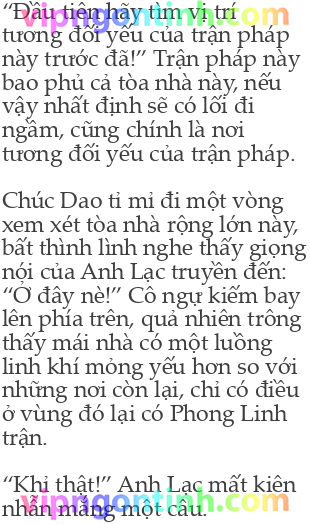 vipngontinh.com
“Đầu tiên hãy tìm vị trí
tương đối yếu của trận pháp
này trước đã!” Trận pháp này
bao phủ cả tòa nhà này, nếu
vậy nhất định sẽ có lối đi
ngầm, cũng chính là nơi
tương đối yếu của trận pháp.
Chúc Dao tỉ mỉ đi một vòng
xem xét tòa nhà rộng lớn này,
bất thình lình nghe thấy giọng
nói của Anh Lạc truyền đến:
“Ở đây nè!” Cô ngự kiếm bay
lên phía trên, quả nhiên trông
thấy mái nhà có một luồng
linh khí mỏng yếu hơn so với
những nơi còn lại, chỉ có điều
ở vùng đó lại có Phong Linh
trận.
“Khi thật!” Anh Lạc mất kiên
nhẫn mắng một câu.
vipngontinh.com